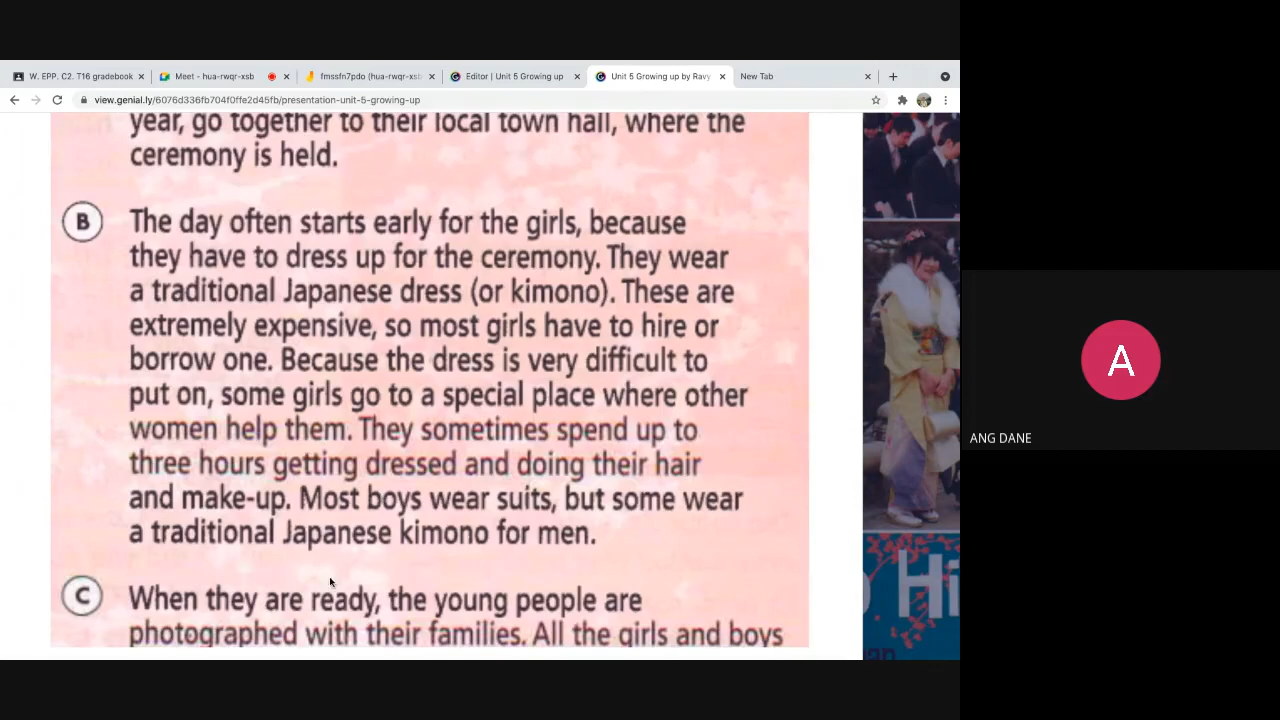 W. EPP. C2. T16 gradebook
Meet - hua-rwqr-xsb
fmssfn7pdo (hua-rwqr-xsb
Editor | Unit 5 Growing up
Unit 5 Growing up by Ravy
New Tab
view.genial.ly/6076d336fb704f0ffe2d45fb/presentation-unit-5-growing-up
year, go together to their local town hall, where the
ceremony is held.
B
The day often starts early for the girls, because
they have to dress up for the ceremony. They wear
a traditional Japanese dress (or kimono). These are
extremely expensive, so most girls have to hire or
borrow one. Because the dress is very difficult to
put on, some girls go to a special place where other
women help them. They sometimes spend up to
three hours getting dressed and doing their hair
and make-up. Most boys wear suits, but some wear
a traditional Japanese kimono for men.
C
When they are ready, the young people are
photographed with their families. All the girls and boys
Hi
A
ANG DANE